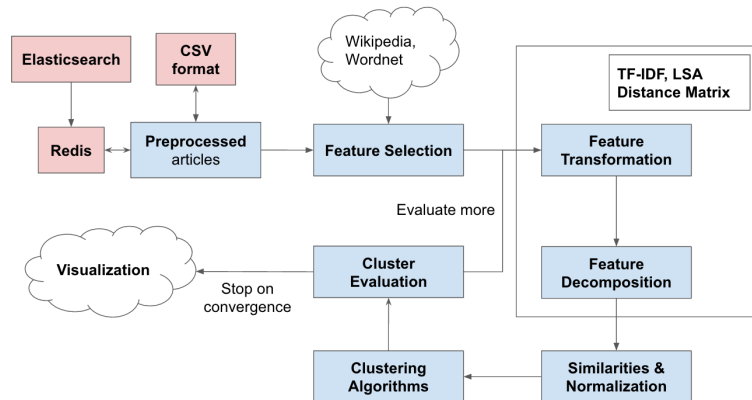 Elasticsearch
CSV
format
Wikipedia,
Wordnet
TF-IDF, LSA
Distance Matrix
Redis
Preprocessed
articles
Feature Selection
Feature
Transformation
Evaluate more
Visualization
Stop on
convergence
Cluster
Evaluation
Feature
Decomposition
Clustering
Algorithms
Similarities &
Normalization